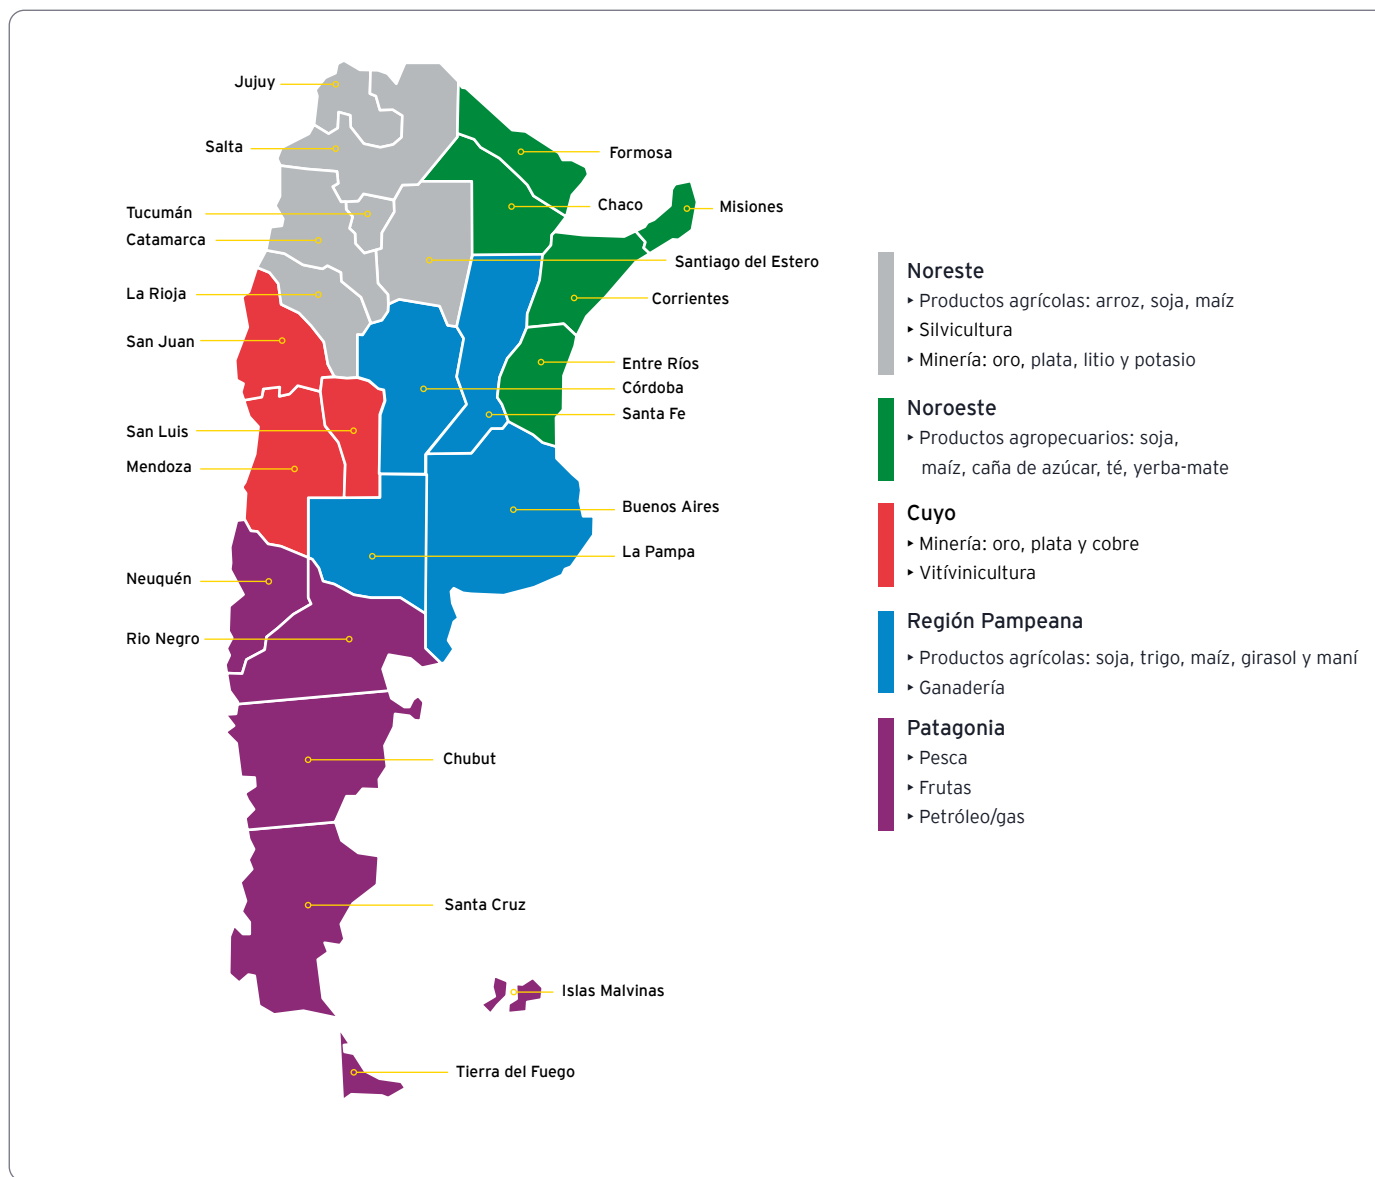 Jujuy
Salta
Tucumán
Catamarca
La Rioja
San Juan
San Luis
Mendoza
Neuquén
Rio Negro
Formosa
Chaco
Misiones
Santiago del Estero
Corrientes
Entre Ríos
Córdoba
Santa Fe
Buenos Aires
La Pampa
Chubut
Santa Cruz
Islas Malvinas
Tierra del Fuego
Noreste
‣ Productos agrícolas: arroz, soja, maíz
‣ Silvicultura
‣ Minería: oro, plata, litio y potasio
Noroeste
‣ Productos agropecuarios: soja,
maíz, caña de azúcar, té, yerba-mate
Cuyo
‣ Minería: oro, plata y cobre
‣ Vitívinicultura
Región Pampeana
‣ Productos agrícolas: soja, trigo, maíz, girasol y maní
‣ Ganadería
Patagonia
‣ Pesca
‣ Frutas
‣ Petróleo/gas